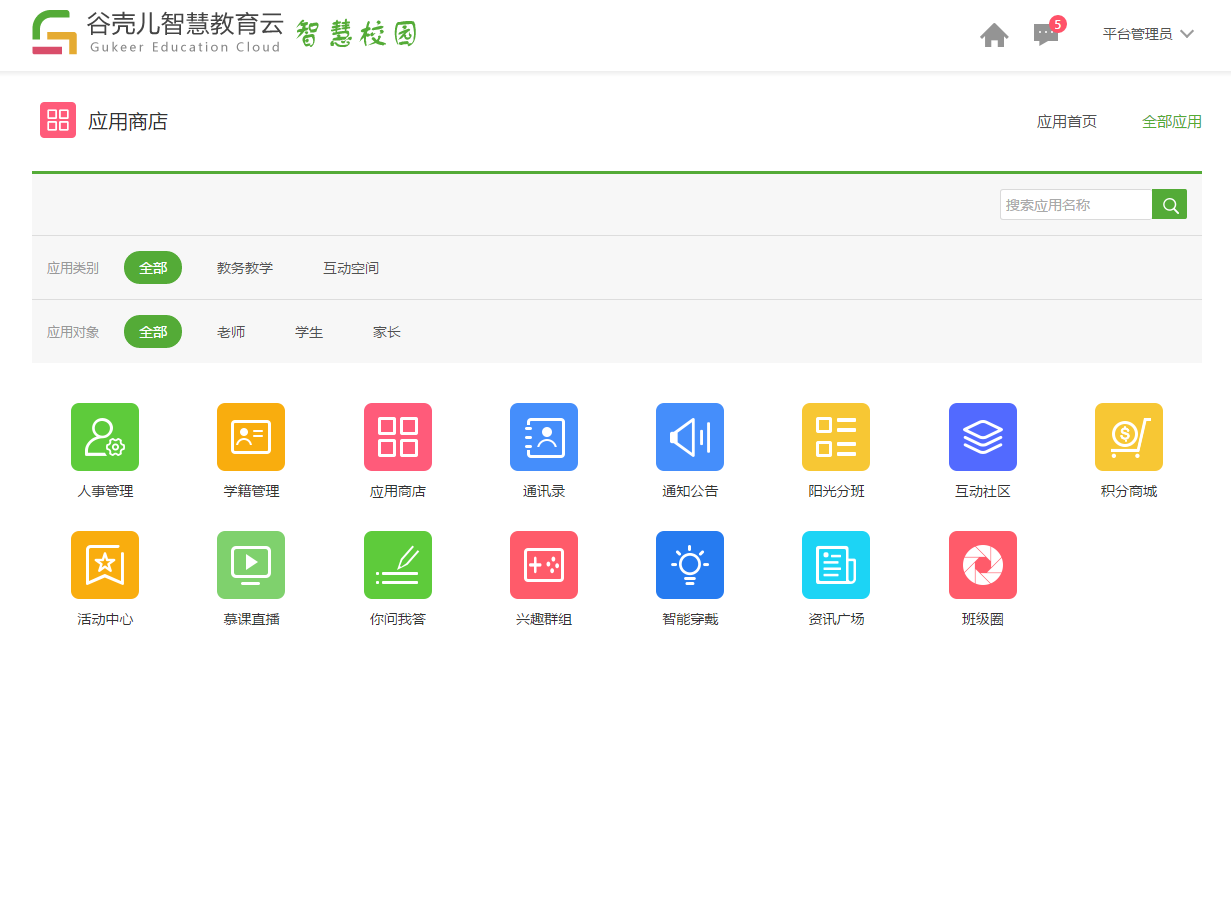 谷壳儿智慧教育云 智慧校园
Gukeer Education Cloud
5
平台管理员
应用商店
应用首页 全部应用
搜索应用名称
应用类别 全部 教务教学 互动空间
应用对象 全部 老师 学生 家长
人事管理 学籍管理 应用商店 通讯录 通知公告 阳光分班 互动社区 积分商城
活动中心 慕课直播 你问我答 兴趣群组 智能穿戴 资讯广场 班级圈